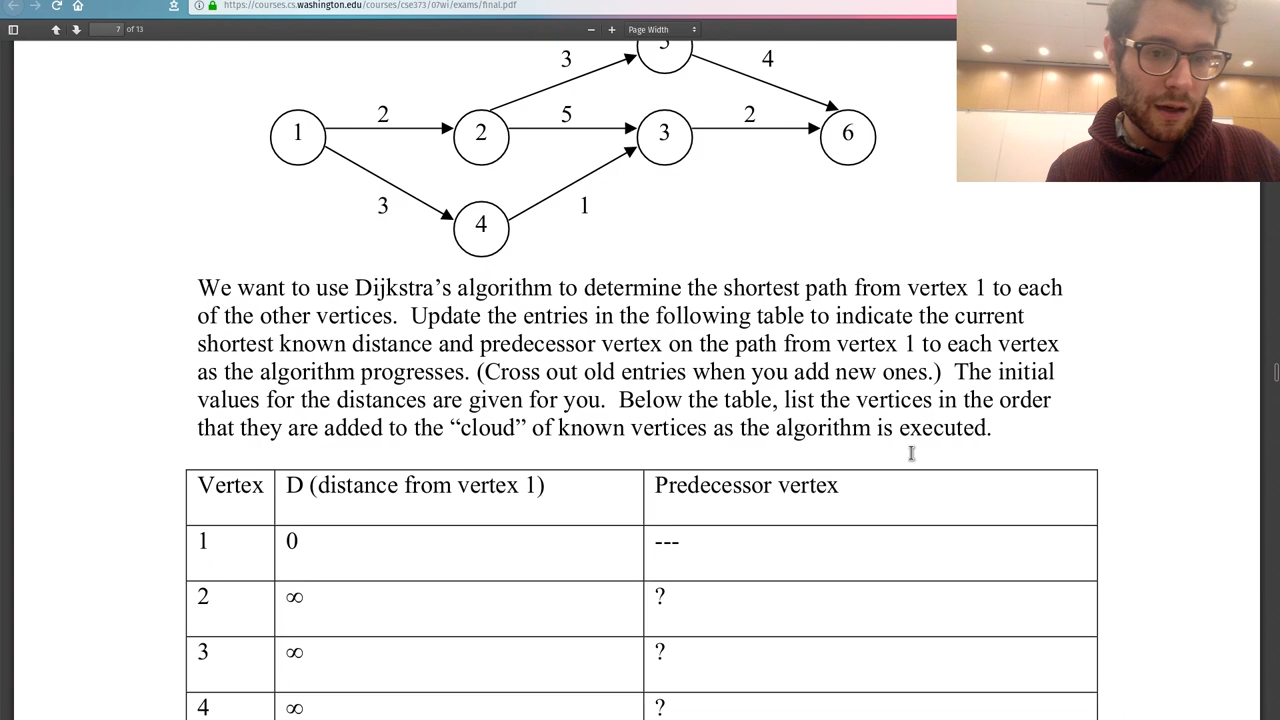 https://courses.cs.washington.edu/courses/cse373/07wi/exams/final.pdf
7 of 13
Page Width
3
4
1
2
2
5
3
2
6
3
4
1
We want to use Dijkstra’s algorithm to determine the shortest path from vertex 1 to each
of the other vertices. Update the entries in the following table to indicate the current
shortest known distance and predecessor vertex on the path from vertex 1 to each vertex
as the algorithm progresses. (Cross out old entries when you add new ones.) The initial
values for the distances are given for you. Below the table, list the vertices in the order
that they are added to the “cloud” of known vertices as the algorithm is executed.
Vertex D (distance from vertex 1) Predecessor vertex
1 0 ---
2 ∞ ?
3 ∞ ?
4 ∞ ?